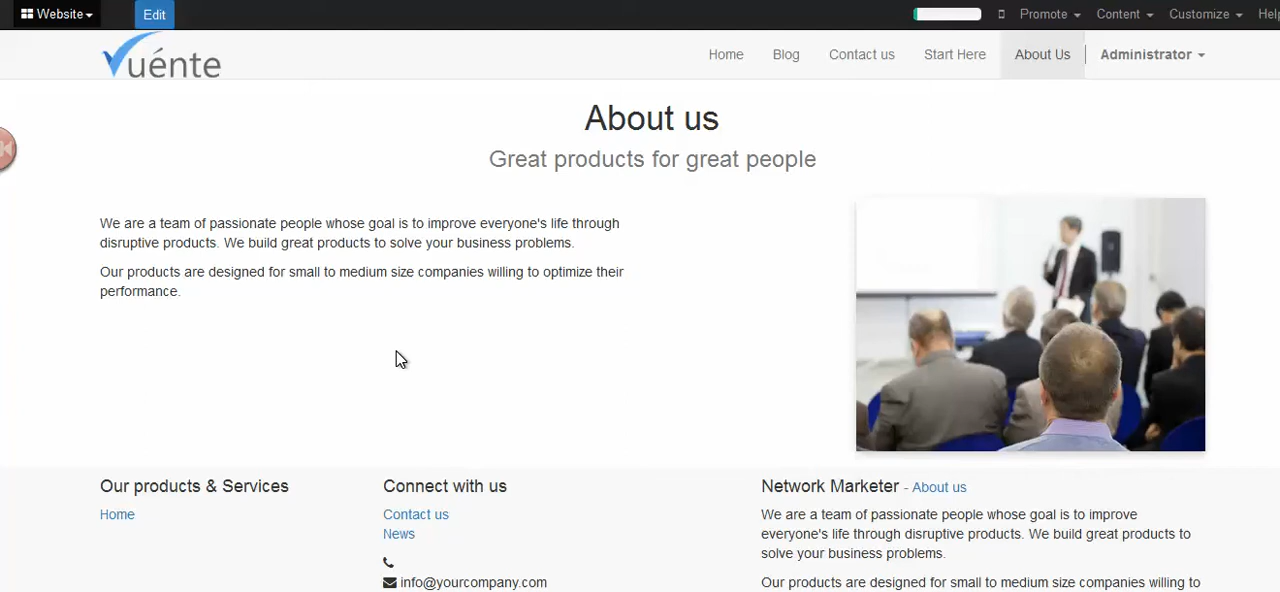 Website Edit Promote Content Customize Help
Vuénte
Home Blog Contact us Start Here About Us Administrator
About us
Great products for great people
We are a team of passionate people whose goal is to improve everyone's life through
disruptive products. We build great products to solve your business problems.
Our products are designed for small to medium size companies willing to optimize their
performance.
Our products & Services
Home
Connect with us
Contact us
News
info@yourcompany.com
Network Marketer - About us
We are a team of passionate people whose goal is to improve
everyone's life through disruptive products. We build great products to
solve your business problems.
Our products are designed for small to medium size companies willing to